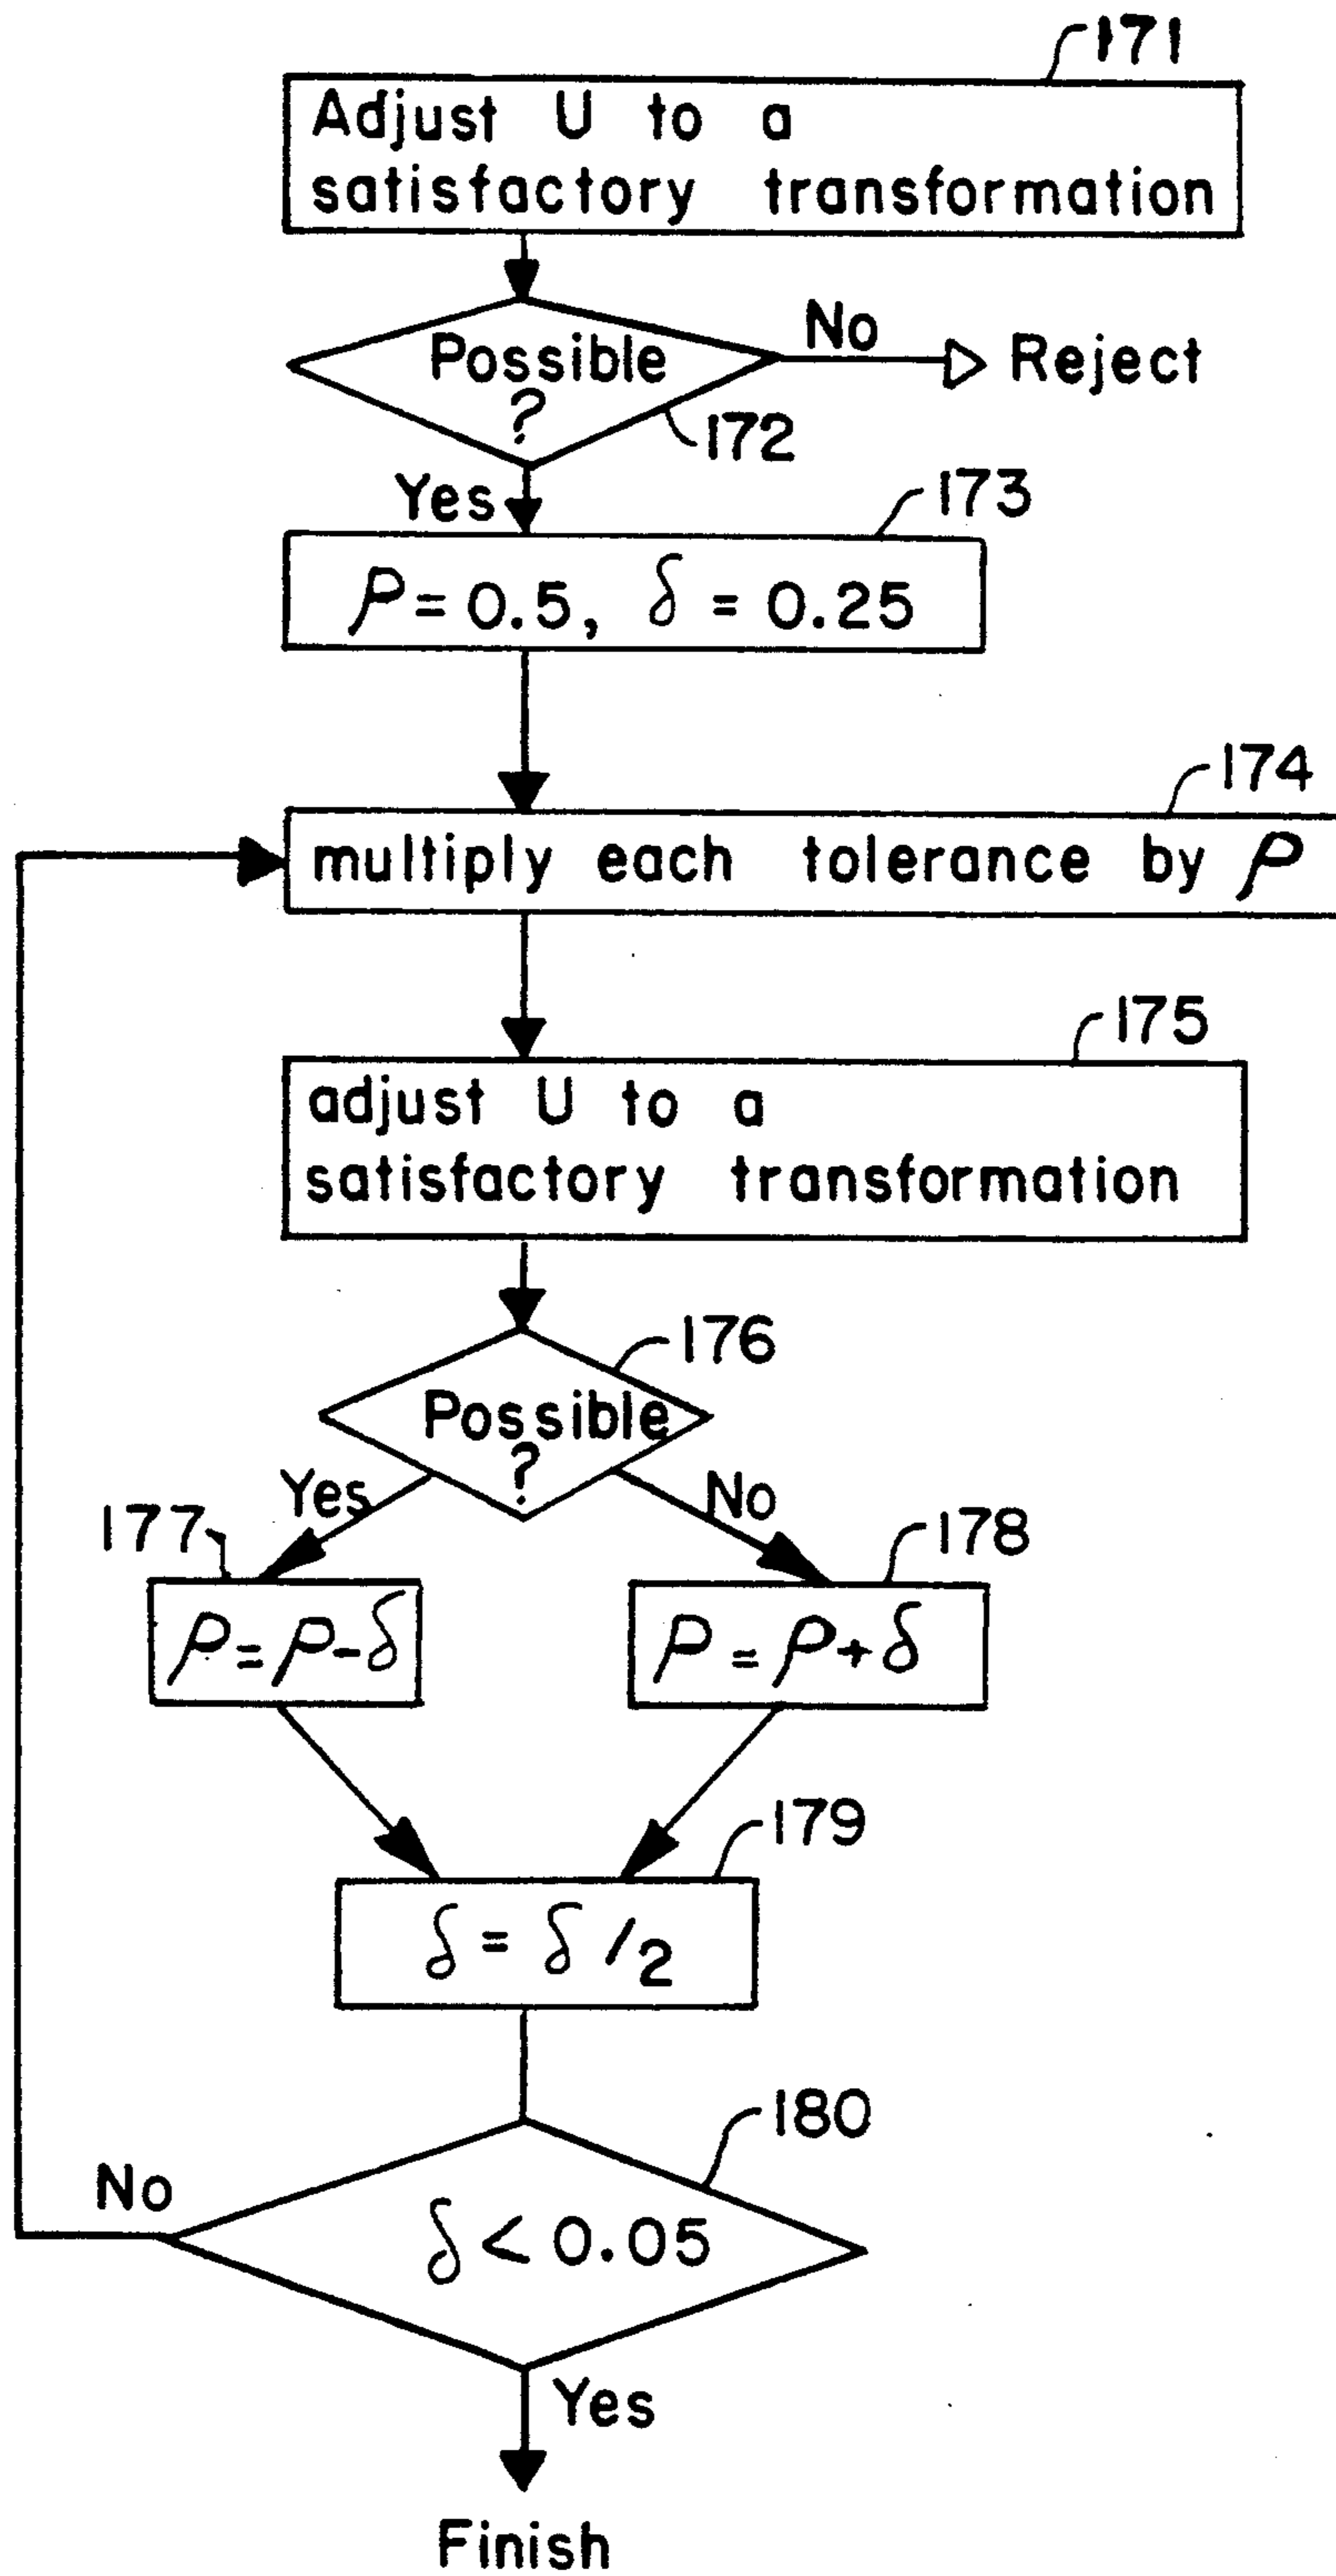 171
Adjust U to a
satisfactory transformation
Possible
?
No
Reject
172
Yes
173
ρ = 0.5, δ = 0.25
174
multiply each tolerance by ρ
175
adjust U to a
satisfactory transformation
176
Possible
?
Yes
No
177
178
ρ = ρ - δ
ρ = ρ + δ
179
δ = δ /2
180
No
δ < 0.05
Yes
Finish